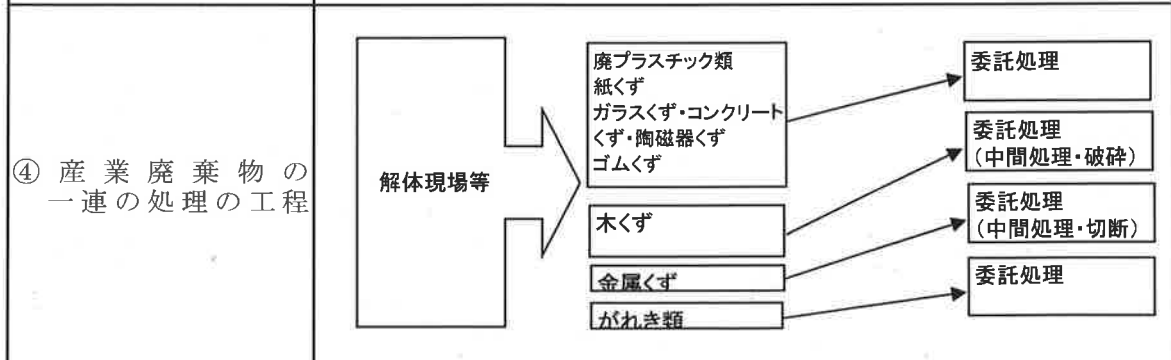 ④ 産業廃棄物の
一連の処理の工程
解体現場等
廃プラスチック類
紙くず
ガラスくず・コンクリート
くず・陶磁器くず
ゴムくず
木くず
金属くず
がれき類
委託処理
委託処理
（中間処理・破砕）
委託処理
（中間処理・切断）
委託処理